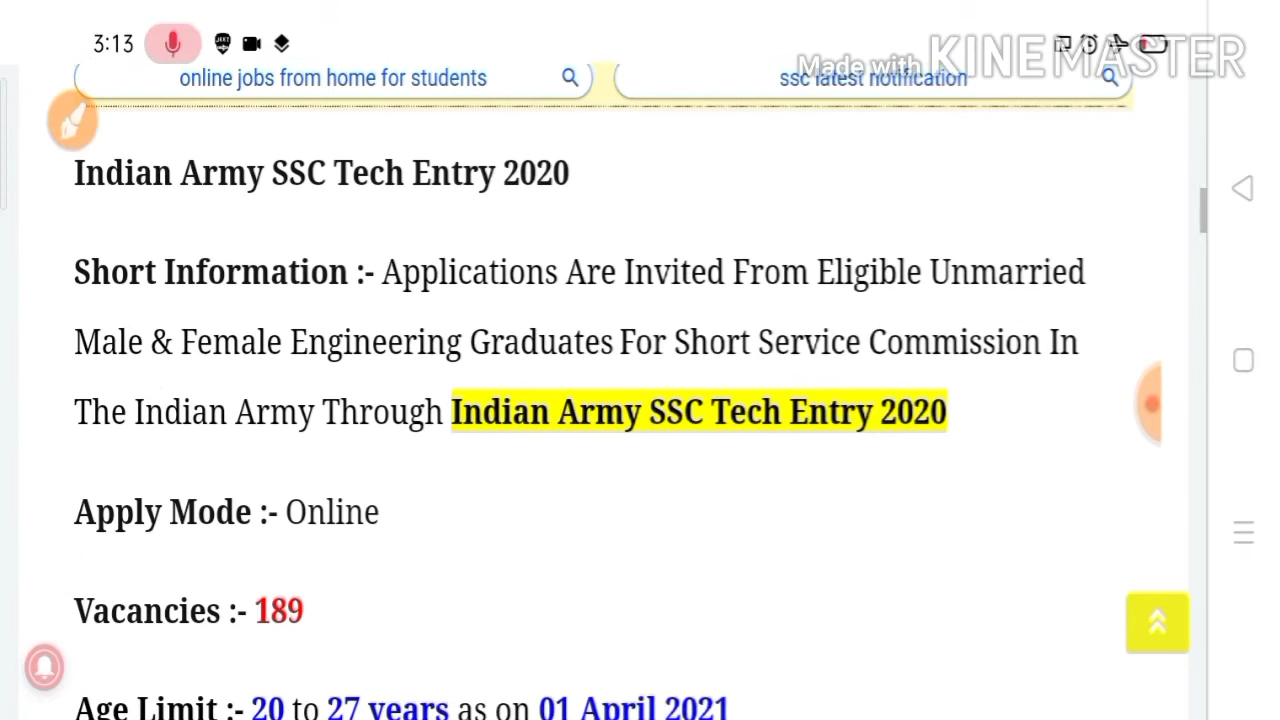 3:13
Made with KINEMASTER
online jobs from home for students
ssc latest notification
Indian Army SSC Tech Entry 2020
Short Information :- Applications Are Invited From Eligible Unmarried
Male & Female Engineering Graduates For Short Service Commission In
The Indian Army Through Indian Army SSC Tech Entry 2020
Apply Mode :- Online
Vacancies :- 189
Age Limit :- 20 to 27 years as on 01 April 2021